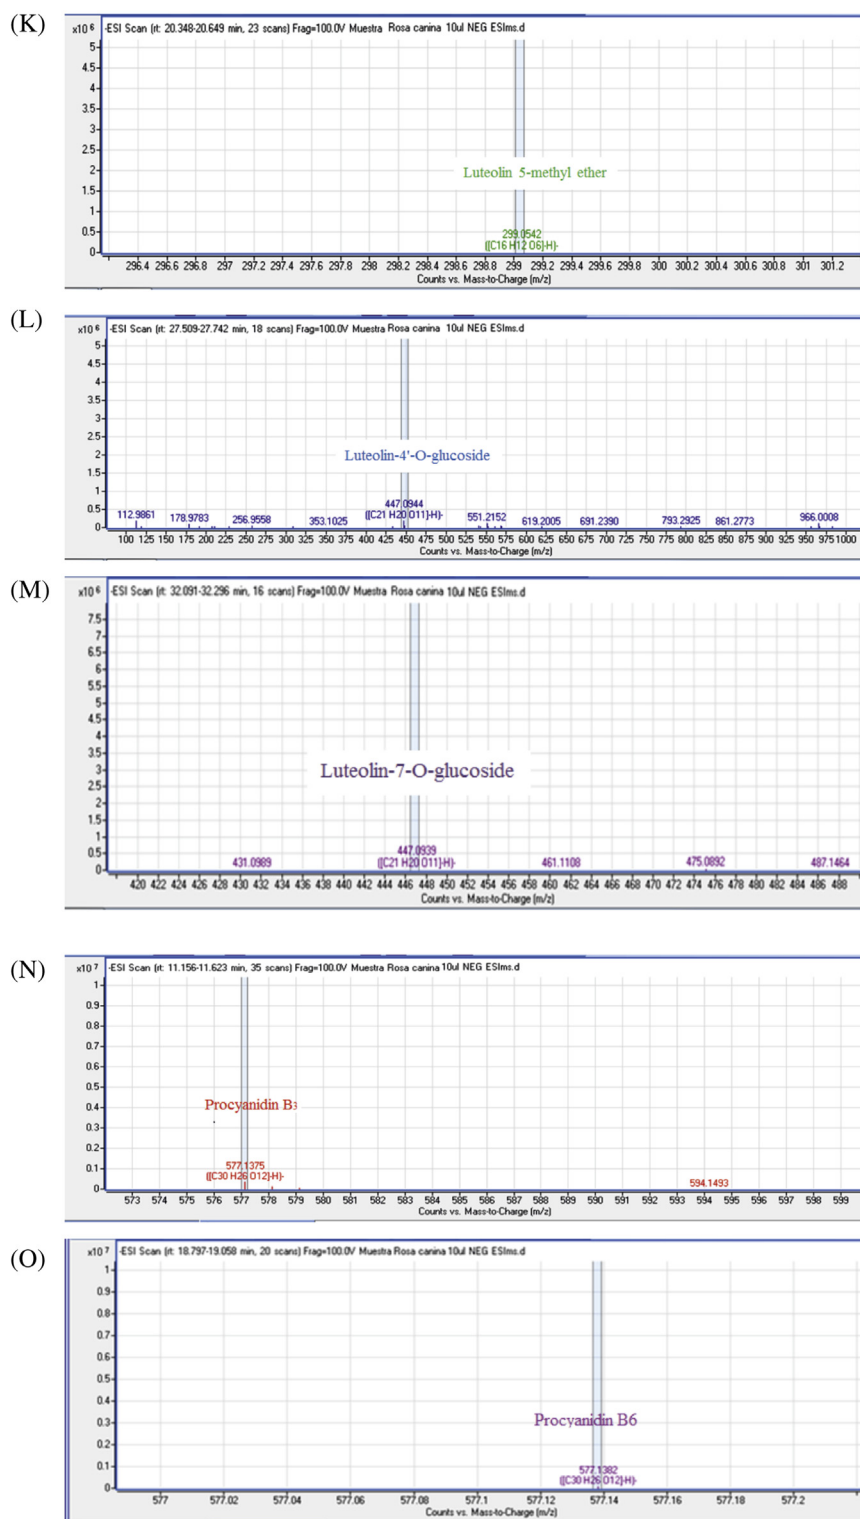 (K)
x10 6 -ESI Scan (rt: 20.348-20.649 min, 23 scans) Frag=100.0V Muestra Rosa canina 10ul NEG ESIms.d
5
4.5
4
3.5
3
2.5
2
1.5
1
0.5
0
Luteolin 5-methyl ether
299.0542
([C16 H12 O6]-H)-
296.4 296.6 296.8 297 297.2 297.4 297.6 297.8 298 298.2 298.4 298.6 298.8 299 299.2 299.4 299.6 299.8 300 300.2 300.4 300.6 300.8 301 301.2
Counts vs. Mass-to-Charge (m/z)
(L)
x10 6 -ESI Scan (rt: 27.509-27.742 min, 18 scans) Frag=100.0V Muestra Rosa canina 10ul NEG ESIms.d
5
4.5
4
3.5
3
2.5
2
1.5
1
0.5
0
Luteolin-4'-O-glucoside
112.9861 178.9783 256.9558 353.1025 447.0944 551.2152 619.2005 691.2390 793.2925 861.2773 966.0008
([C21 H20 O11]-H)-
100 125 150 175 200 225 250 275 300 325 350 375 400 425 450 475 500 525 550 575 600 625 650 675 700 725 750 775 800 825 850 875 900 925 950 975 1000
Counts vs. Mass-to-Charge (m/z)
(M)
x10 6 -ESI Scan (rt: 32.091-32.296 min, 16 scans) Frag=100.0V Muestra Rosa canina 10ul NEG ESIms.d
7.5
7
6.5
6
5.5
5
4.5
4
3.5
3
2.5
2
1.5
1
0.5
0
Luteolin-7-O-glucoside
431.0989 447.0939 461.1108 475.0892 487.1464
([C21 H20 O11]-H)-
420 422 424 426 428 430 432 434 436 438 440 442 444 446 448 450 452 454 456 458 460 462 464 466 468 470 472 474 476 478 480 482 484 486 488
Counts vs. Mass-to-Charge (m/z)
(N)
x10 7 -ESI Scan (rt: 11.156-11.623 min, 35 scans) Frag=100.0V Muestra Rosa canina 10ul NEG ESIms.d
1
0.9
0.8
0.7
0.6
0.5
0.4
0.3
0.2
0.1
0
Procyanidin B3
577.1375
([C30 H26 O12]-H)-
594.1493
573 574 575 576 577 578 579 580 581 582 583 584 585 586 587 588 589 590 591 592 593 594 595 596 597 598 599
Counts vs. Mass-to-Charge (m/z)
(O)
x10 7 -ESI Scan (rt: 18.797-19.058 min, 20 scans) Frag=100.0V Muestra Rosa canina 10ul NEG ESIms.d
1
0.9
0.8
0.7
0.6
0.5
0.4
0.3
0.2
0.1
0
Procyanidin B6
577.1382
([C30 H26 O12]-H)-
577 577.02 577.04 577.06 577.08 577.1 577.12 577.14 577.16 577.18 577.2
Counts vs. Mass-to-Charge (m/z)